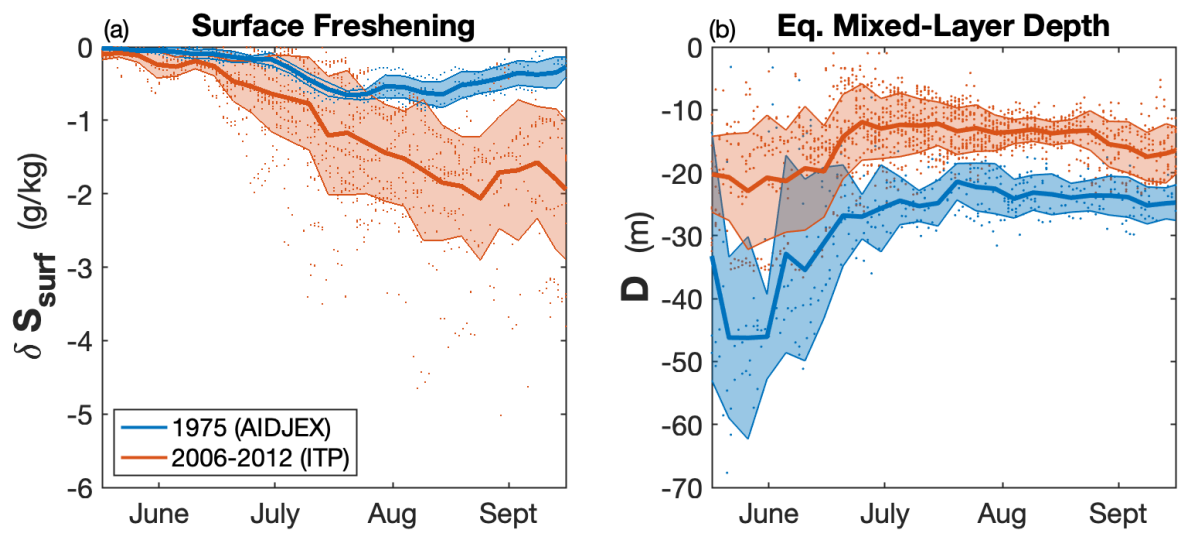 (a) Surface Freshening
0
-1
-2
-3
-4
-5
-6
δ Ssurf (g/kg)
1975 (AIDJEX)
2006-2012 (ITP)
June July Aug Sept
(b) Eq. Mixed-Layer Depth
0
-10
-20
-30
-40
-50
-60
-70
D (m)
June July Aug Sept